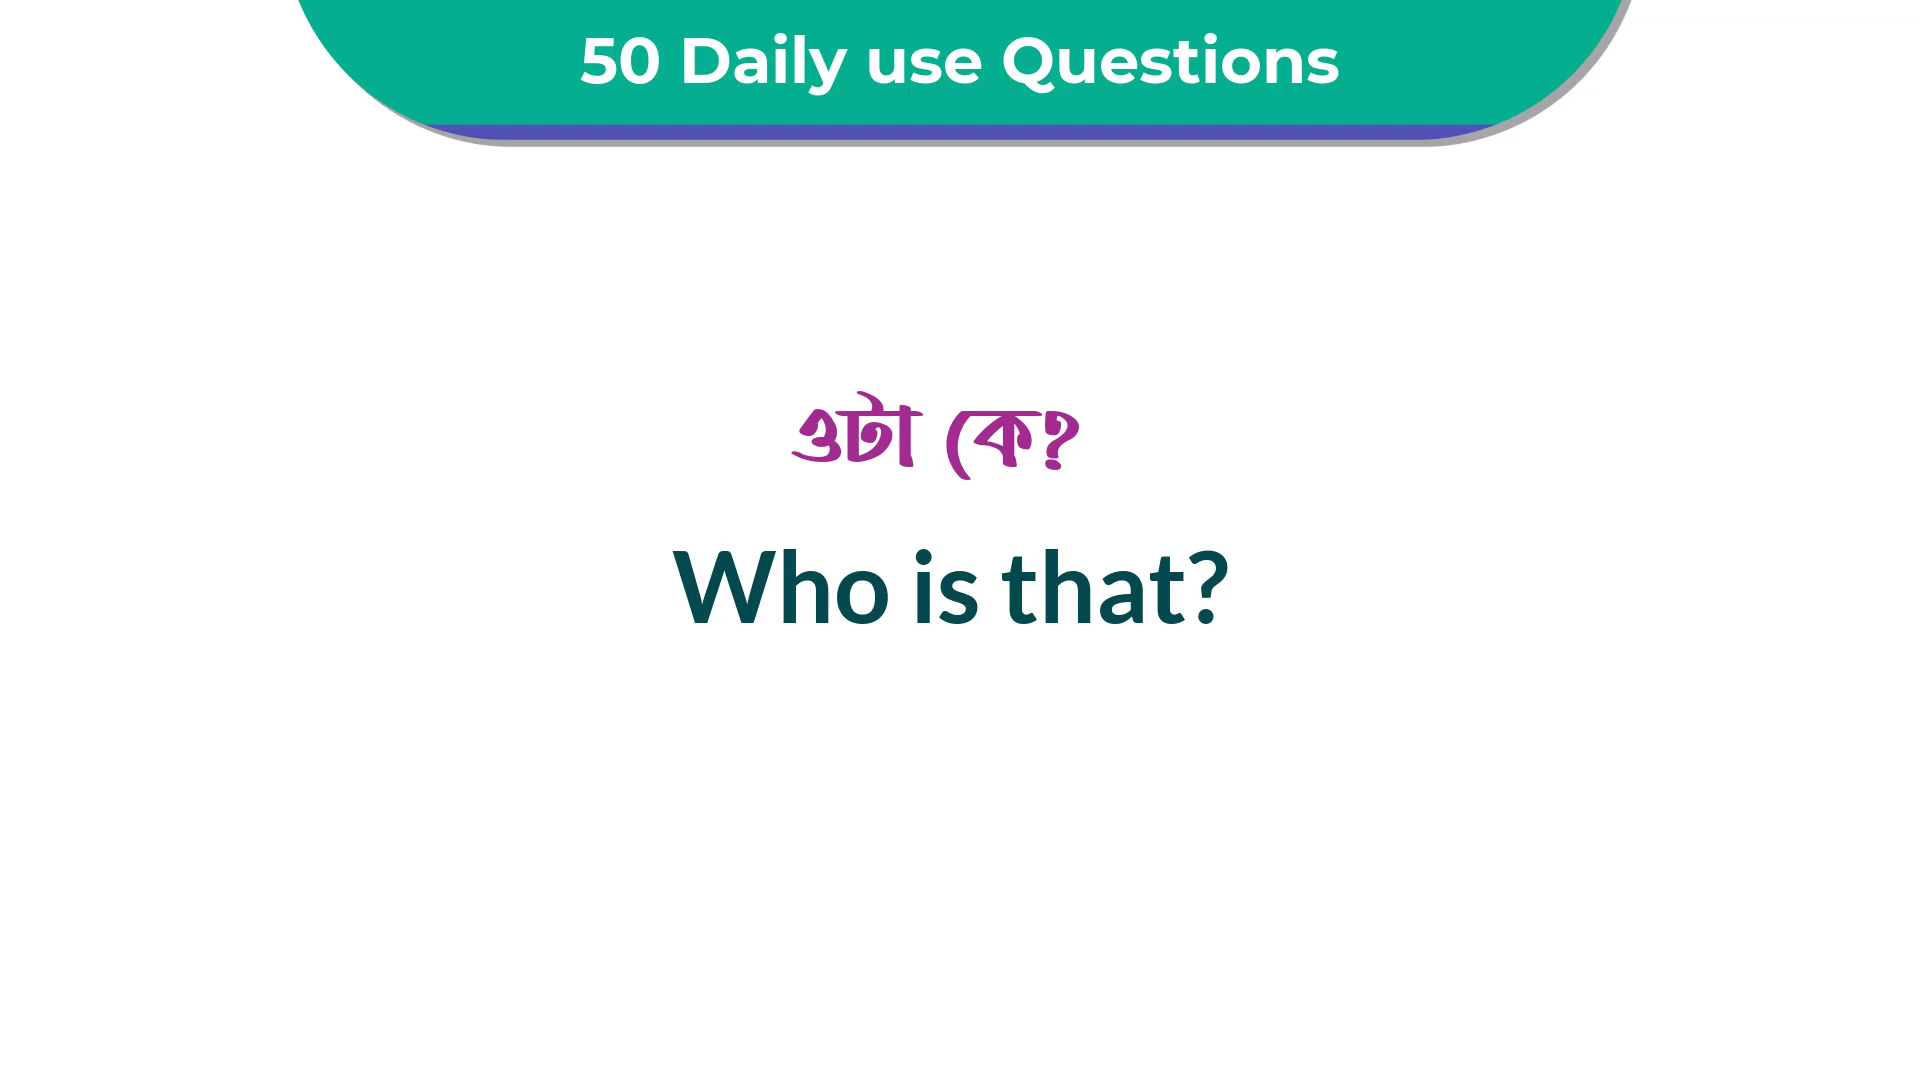 50 Daily use Questions
ওটা কে?
Who is that?